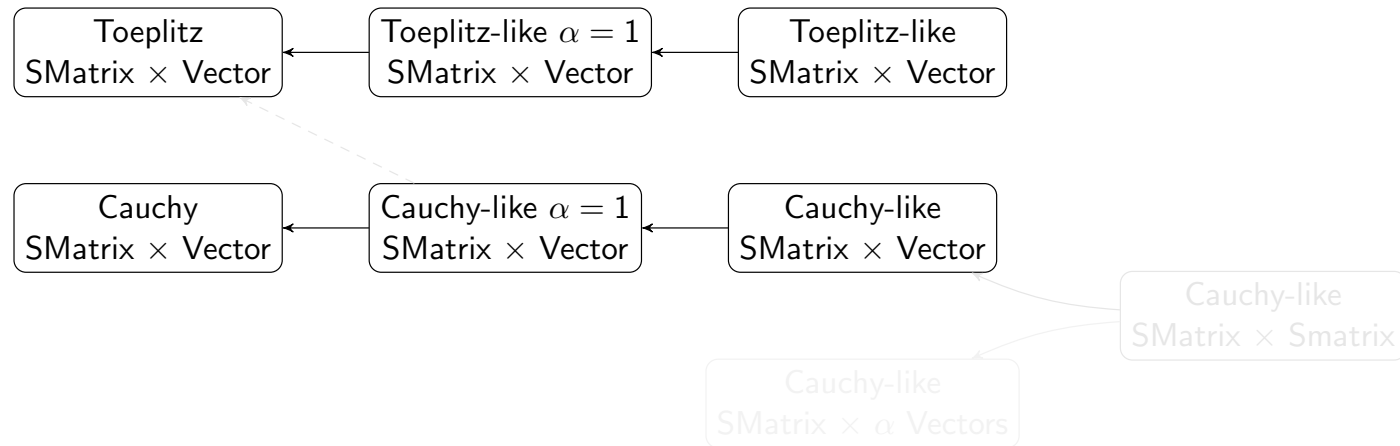 Toeplitz
SMatrix × Vector
Toeplitz-like α = 1
SMatrix × Vector
Toeplitz-like
SMatrix × Vector
Cauchy
SMatrix × Vector
Cauchy-like α = 1
SMatrix × Vector
Cauchy-like
SMatrix × Vector
Cauchy-like
SMatrix × Smatrix
Cauchy-like
SMatrix × α Vectors